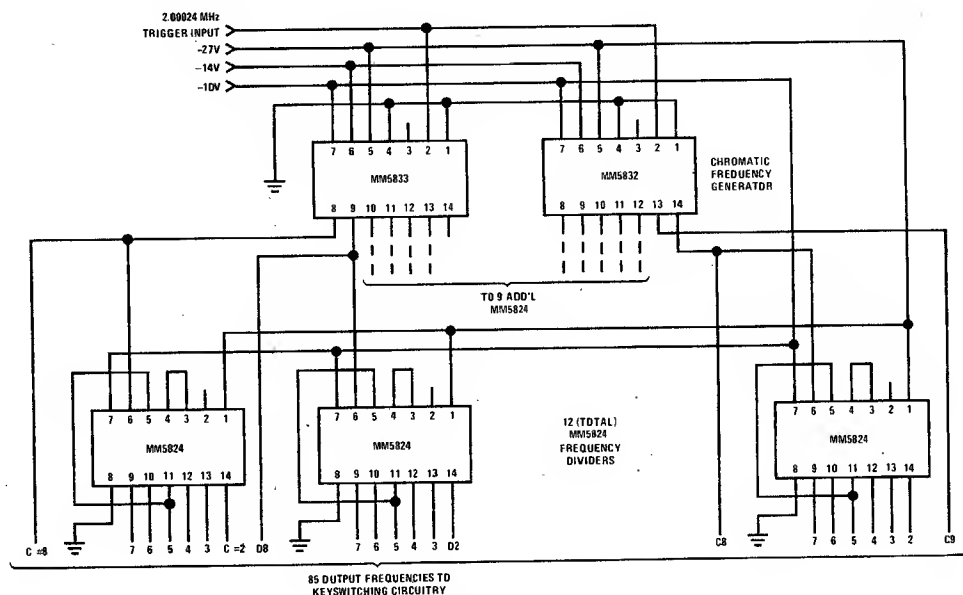 2.00024 MHz
TRIGGER INPUT
-27V
-14V
-10V
7 6 5 4 3 2 1
MM5833
8 9 10 11 12 13 14
7 6 5 4 3 2 1
MM5832
8 9 10 11 12 13 14
CHROMATIC
FREQUENCY
GENERATOR
TO 9 ADD'L
MM5824
7 6 5 4 3 2 1
MM5824
8 9 10 11 12 13 14
7 6 5 4 3 2 1
MM5824
8 9 10 11 12 13 14
12 (TOTAL)
MM5824
FREQUENCY
DIVIDERS
7 6 5 4 3 2 1
MM5824
8 9 10 11 12 13 14
C #8 7 6 5 4 3 C #2 D8 7 6 5 4 3 D2 C8 7 6 5 4 3 2 C9
85 OUTPUT FREQUENCIES TO
KEYSWITCHING CIRCUITRY